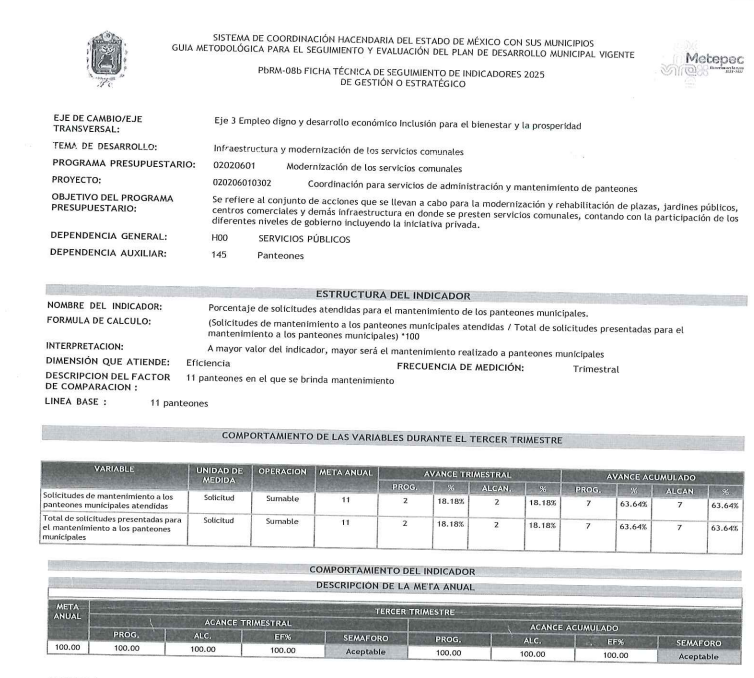 SISTEMA DE COORDINACIÓN HACENDARIA DEL ESTADO DE MÉXICO CON SUS MUNICIPIOS
GUIA METODOLÓGICA PARA EL SEGUIMIENTO Y EVALUACIÓN DEL PLAN DE DESARROLLO MUNICIPAL VIGENTE
Metepec
PbRM-08b FICHA TÉCNICA DE SEGUIMIENTO DE INDICADORES 2025
DE GESTIÓN O ESTRATÉGICO
EJE DE CAMBIO/EJE TRANSVERSAL: Eje 3 Empleo digno y desarrollo económico Inclusión para el bienestar y la prosperidad
TEMA DE DESARROLLO: Infraestructura y modernización de los servicios comunales
PROGRAMA PRESUPUESTARIO: 02020601 Modernización de los servicios comunales
PROYECTO: 020206010302 Coordinación para servicios de administración y mantenimiento de panteones
OBJETIVO DEL PROGRAMA PRESUPUESTARIO: Se refiere al conjunto de acciones que se llevan a cabo para la modernización y rehabilitación de plazas, jardines públicos,
centros comerciales y demás infraestructura en donde se presten servicios comunales, contando con la participación de los
diferentes niveles de gobierno incluyendo la iniciativa privada.
DEPENDENCIA GENERAL: H00 SERVICIOS PÚBLICOS
DEPENDENCIA AUXILIAR: 145 Panteones
ESTRUCTURA DEL INDICADOR
NOMBRE DEL INDICADOR: Porcentaje de solicitudes atendidas para el mantenimiento de los panteones municipales.
FORMULA DE CALCULO: (Solicitudes de mantenimiento a los panteones municipales atendidas / Total de solicitudes presentadas para el
mantenimiento a los panteones municipales) *100
INTERPRETACION: A mayor valor del indicador, mayor será el mantenimiento realizado a panteones municipales
DIMENSIÓN QUE ATIENDE: Eficiencia FRECUENCIA DE MEDICIÓN: Trimestral
DESCRIPCION DEL FACTOR DE COMPARACION : 11 panteones en el que se brinda mantenimiento
LINEA BASE : 11 panteones
COMPORTAMIENTO DE LAS VARIABLES DURANTE EL TERCER TRIMESTRE
VARIABLE UNIDAD DE MEDIDA OPERACION META ANUAL AVANCE TRIMESTRAL AVANCE ACUMULADO
PROG. % ALCAN. % PROG. % ALCAN %
Solicitudes de mantenimiento a los panteones municipales atendidas Solicitud Sumable 11 2 18.18% 2 18.18% 7 63.64% 7 63.64%
Total de solicitudes presentadas para el mantenimiento a los panteones municipales Solicitud Sumable 11 2 18.18% 2 18.18% 7 63.64% 7 63.64%
COMPORTAMIENTO DEL INDICADOR
DESCRIPCIÓN DE LA META ANUAL
META ANUAL TERCER TRIMESTRE
ACANCE TRIMESTRAL ACANCE ACUMULADO
PROG. ALC. EF% SEMAFORO PROG. ALC. EF% SEMAFORO
100.00 100.00 100.00 100.00 Aceptable 100.00 100.00 100.00 Aceptable